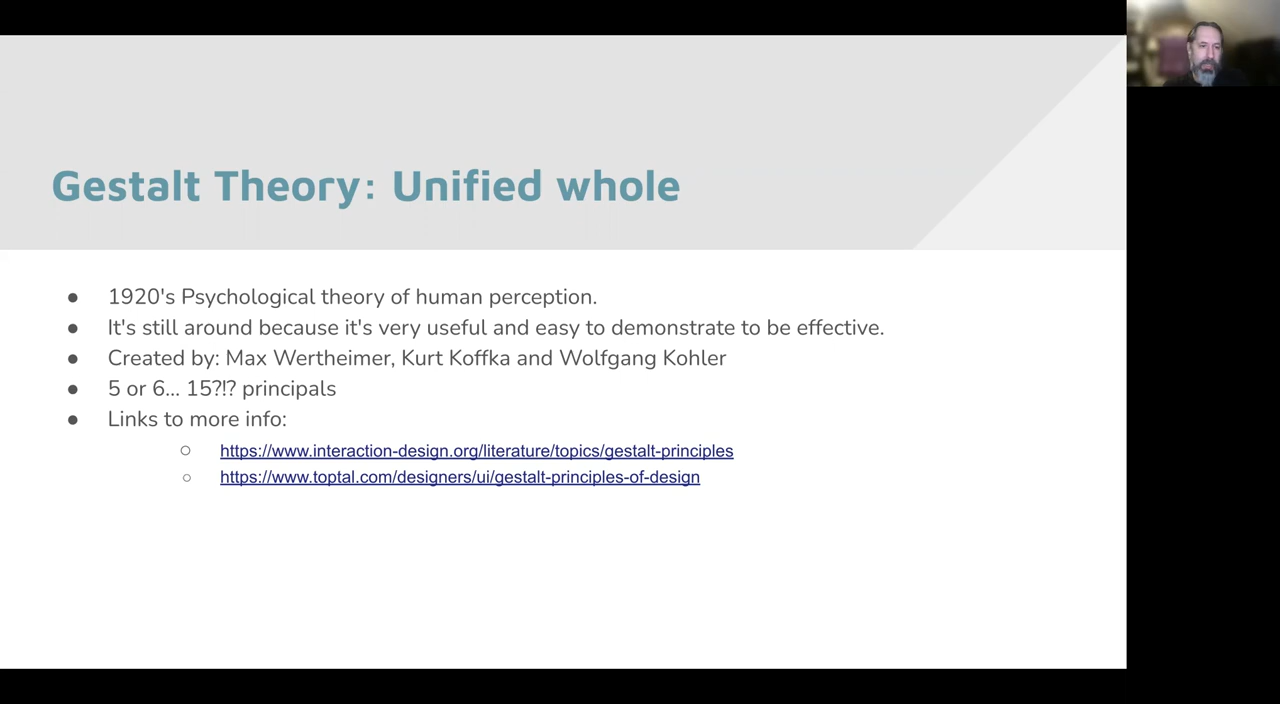 Gestalt Theory: Unified whole
● 1920's Psychological theory of human perception.
● It's still around because it's very useful and easy to demonstrate to be effective.
● Created by: Max Wertheimer, Kurt Koffka and Wolfgang Kohler
● 5 or 6... 15?!? principals
● Links to more info:
○ https://www.interaction-design.org/literature/topics/gestalt-principles
○ https://www.toptal.com/designers/ui/gestalt-principles-of-design